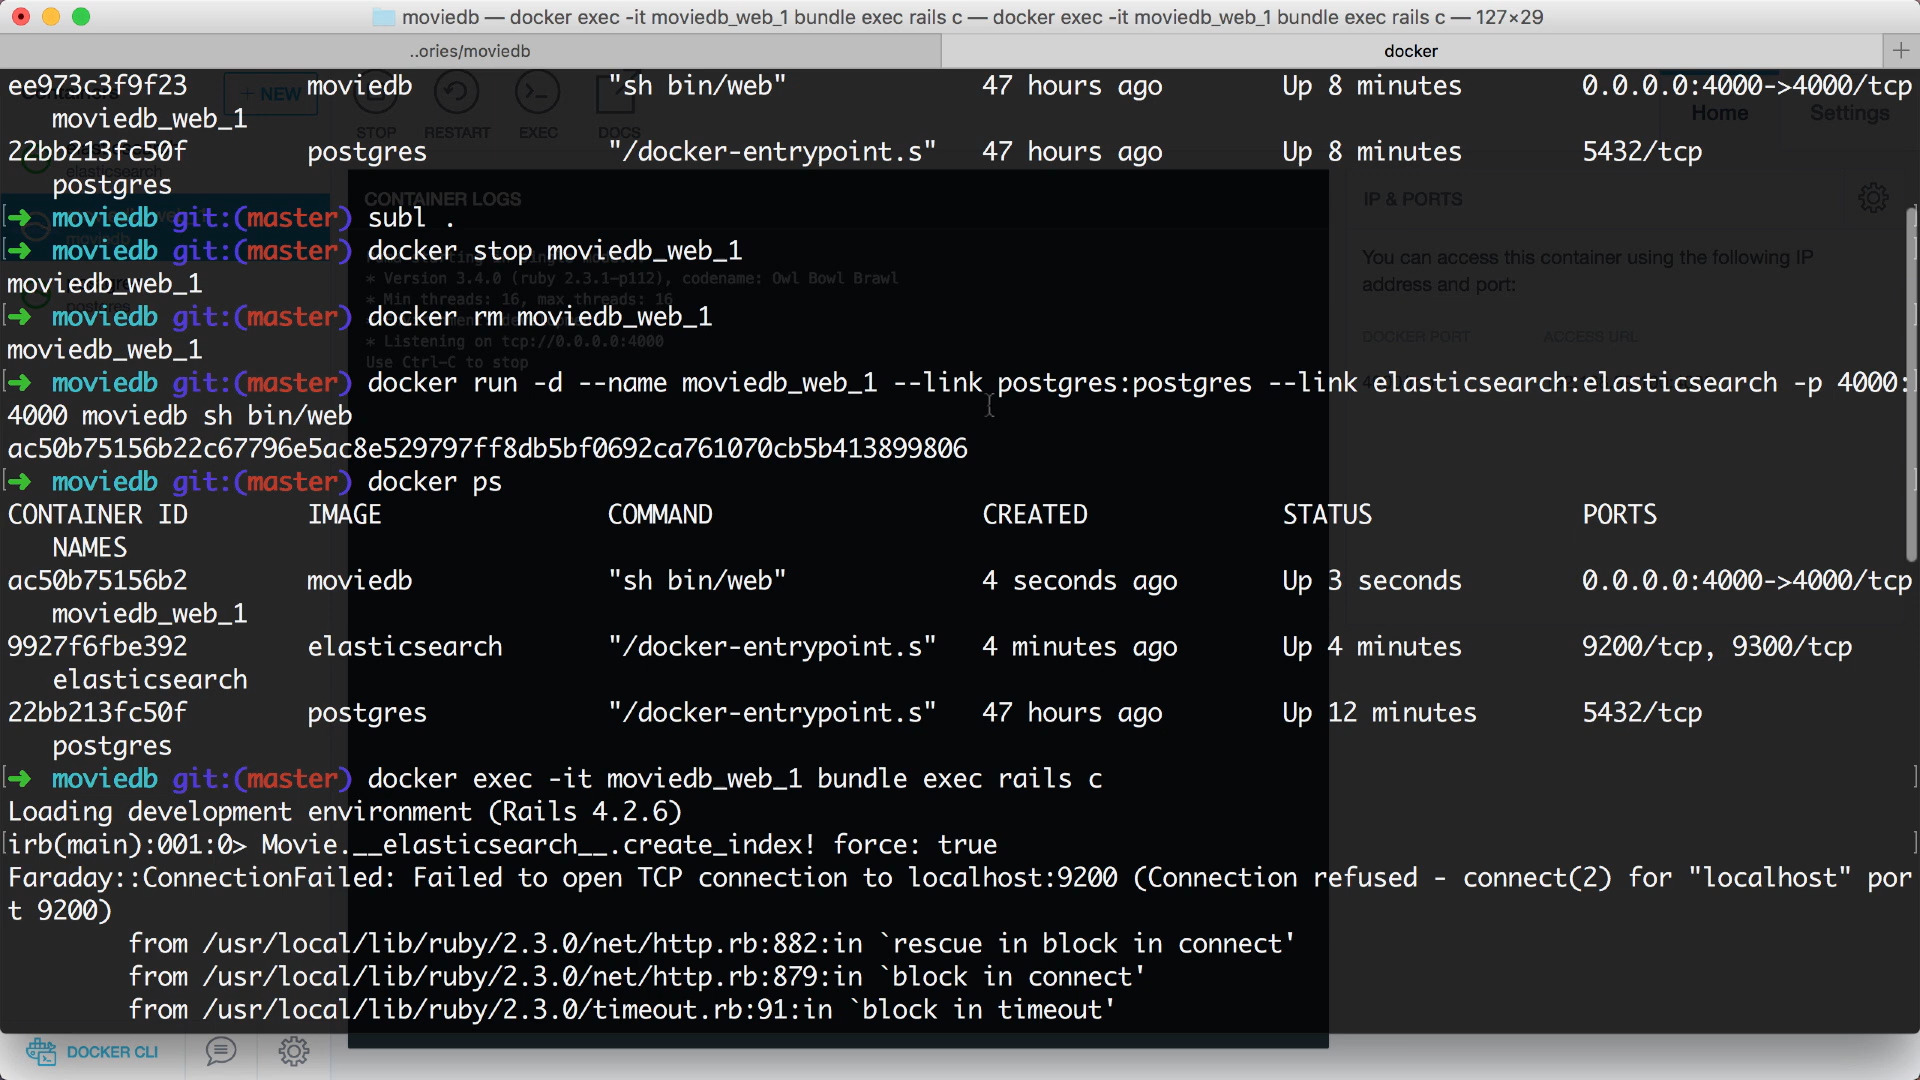 moviedb — docker exec -it moviedb_web_1 bundle exec rails c — docker exec -it moviedb_web_1 bundle exec rails c — 127×29
..ories/moviedb docker +
ee973c3f9f23 moviedb "sh bin/web" 47 hours ago Up 8 minutes 0.0.0.0:4000->4000/tcp
+ NEW
Home Settings
moviedb_web_1
STOP RESTART EXEC DOCS
22bb213fc50f postgres "/docker-entrypoint.s" 47 hours ago Up 8 minutes 5432/tcp
elasticsearch
postgres
CONTAINER LOGS IP & PORTS
➜ moviedb git:(master) subl .
➜ moviedb git:(master) docker stop moviedb_web_1
You can access this container using the following IP
address and port:
* Version 3.4.0 (ruby 2.3.1-p112), codename: Owl Bowl Brawl
moviedb_web_1
* Min threads: 16, max threads: 16
➜ moviedb git:(master) docker rm moviedb_web_1
DOCKER PORT ACCESS URL
* Listening on tcp://0.0.0.0:4000
moviedb_web_1
Use Ctrl-C to stop
➜ moviedb git:(master) docker run -d --name moviedb_web_1 --link postgres:postgres --link elasticsearch:elasticsearch -p 4000:
4000 moviedb sh bin/web
ac50b75156b22c67796e5ac8e529797ff8db5bf0692ca761070cb5b413899806
➜ moviedb git:(master) docker ps
CONTAINER ID IMAGE COMMAND CREATED STATUS PORTS
NAMES
ac50b75156b2 moviedb "sh bin/web" 4 seconds ago Up 3 seconds 0.0.0.0:4000->4000/tcp
moviedb_web_1
9927f6fbe392 elasticsearch "/docker-entrypoint.s" 4 minutes ago Up 4 minutes 9200/tcp, 9300/tcp
elasticsearch
22bb213fc50f postgres "/docker-entrypoint.s" 47 hours ago Up 12 minutes 5432/tcp
postgres
➜ moviedb git:(master) docker exec -it moviedb_web_1 bundle exec rails c
Loading development environment (Rails 4.2.6)
irb(main):001:0> Movie.__elasticsearch__.create_index! force: true
Faraday::ConnectionFailed: Failed to open TCP connection to localhost:9200 (Connection refused - connect(2) for "localhost" por
t 9200)
from /usr/local/lib/ruby/2.3.0/net/http.rb:882:in `rescue in block in connect'
from /usr/local/lib/ruby/2.3.0/net/http.rb:879:in `block in connect'
from /usr/local/lib/ruby/2.3.0/timeout.rb:91:in `block in timeout'
DOCKER CLI